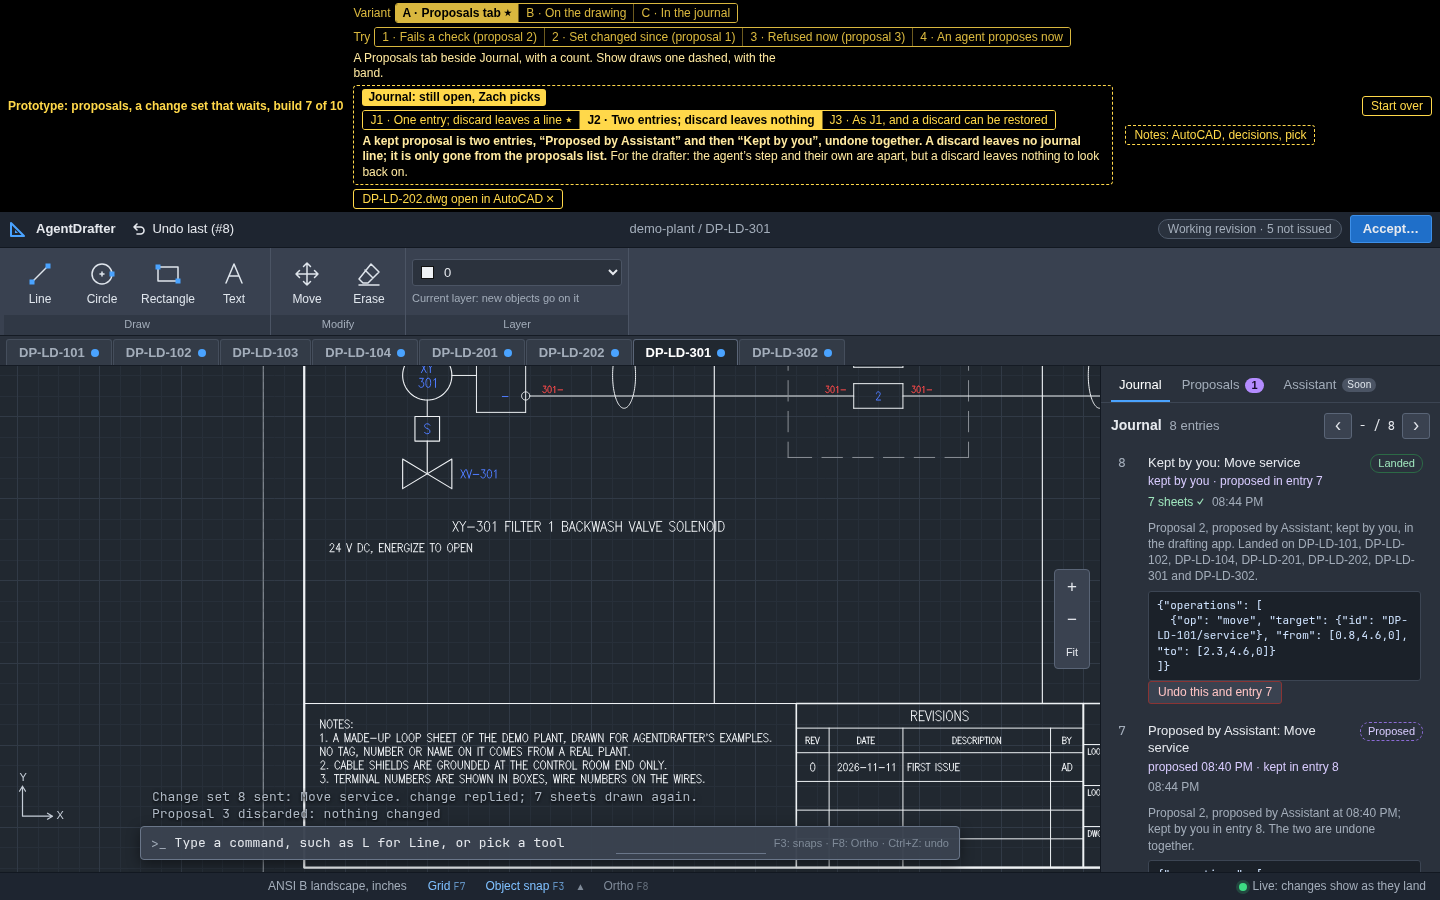 Variant A · Proposals tab ★ B · On the drawing C · In the journal
Try 1 · Fails a check (proposal 2) 2 · Set changed since (proposal 1) 3 · Refused now (proposal 3) 4 · An agent proposes now
A Proposals tab beside Journal, with a count. Show draws one dashed, with the
band.
Prototype: proposals, a change set that waits, build 7 of 10
Journal: still open, Zach picks
J1 · One entry; discard leaves a line ★ J2 · Two entries; discard leaves nothing J3 · As J1, and a discard can be restored
A kept proposal is two entries, “Proposed by Assistant” and then “Kept by you”, undone together. A discard leaves no journal
line; it is only gone from the proposals list. For the drafter: the agent’s step and their own are apart, but a discard leaves nothing to look
back on.
Notes: AutoCAD, decisions, pick
Start over
DP-LD-202.dwg open in AutoCAD ✕
AgentDrafter Undo last (#8) demo-plant / DP-LD-301 Working revision · 5 not issued Accept…
Line Circle Rectangle Text Move Erase
0
Current layer: new objects go on it
Draw Modify Layer
DP-LD-101 DP-LD-102 DP-LD-103 DP-LD-104 DP-LD-201 DP-LD-202 DP-LD-301 DP-LD-302
XY
301
301-
301-
2
301-
S
XV-301
XY-301 FILTER 1 BACKWASH VALVE SOLENOID
24 V DC, ENERGIZE TO OPEN
+
−
Fit
NOTES:
1. A MADE-UP LOOP SHEET OF THE DEMO PLANT, DRAWN FOR AGENTDRAFTER'S EXAMPLES.
NO TAG, NUMBER OR NAME ON IT COMES FROM A REAL PLANT.
2. CABLE SHIELDS ARE GROUNDED AT THE CONTROL ROOM END ONLY.
3. TERMINAL NUMBERS ARE SHOWN IN BOXES, WIRE NUMBERS ON THE WIRES.
REVISIONS
REV DATE DESCRIPTION BY
0 2026-11-11 FIRST ISSUE AD
LOO
LOO
DWG
Y
X
Change set 8 sent: Move service. change replied; 7 sheets drawn again.
Proposal 3 discarded: nothing changed
>_ Type a command, such as L for Line, or pick a tool F3: snaps · F8: Ortho · Ctrl+Z: undo
Journal Proposals 1 Assistant Soon
Journal 8 entries ‹ - / 8 ›
8 Kept by you: Move service Landed
kept by you · proposed in entry 7
7 sheets ✓ 08:44 PM
Proposal 2, proposed by Assistant; kept by you, in
the drafting app. Landed on DP-LD-101, DP-LD-
102, DP-LD-104, DP-LD-201, DP-LD-202, DP-LD-
301 and DP-LD-302.
{"operations": [
{"op": "move", "target": {"id": "DP-
LD-101/service"}, "from": [0.8,4.6,0],
"to": [2.3,4.6,0]}
]}
Undo this and entry 7
7 Proposed by Assistant: Move Proposed
service
proposed 08:40 PM · kept in entry 8
08:44 PM
Proposal 2, proposed by Assistant at 08:40 PM;
kept by you in entry 8. The two are undone
together.
ANSI B landscape, inches Grid F7 Object snap F3 ▲ Ortho F8 Live: changes show as they land